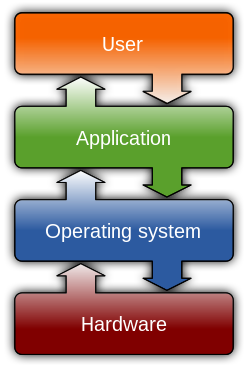 User
Application
Operating system
Hardware